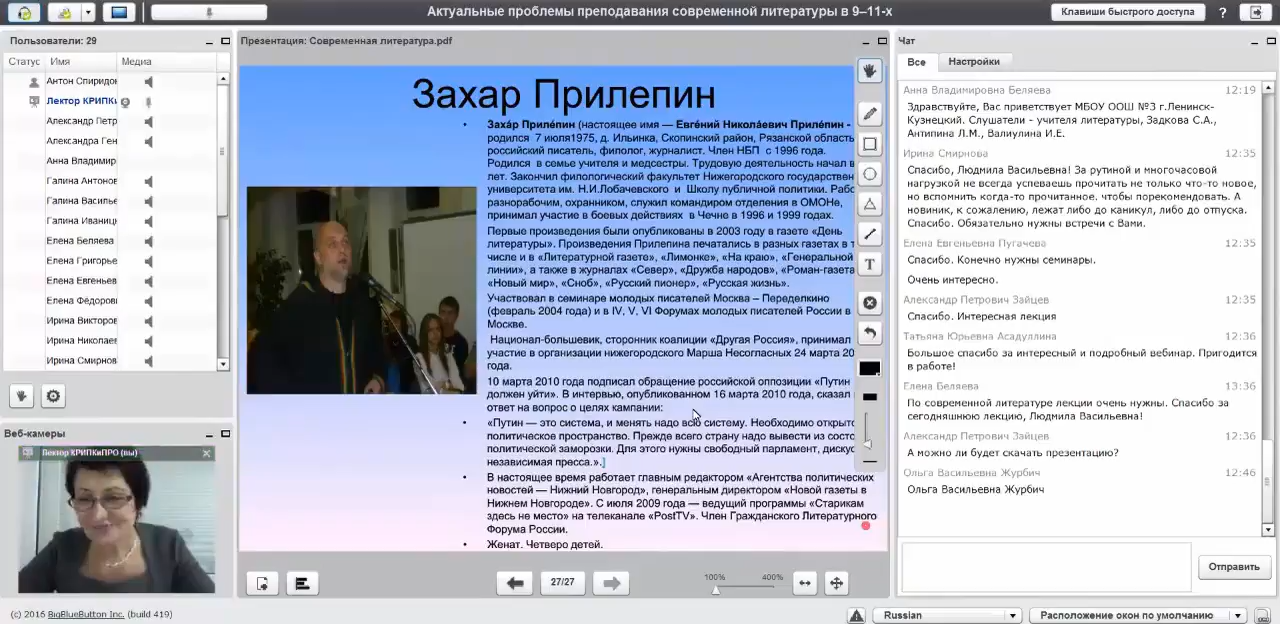 Актуальные проблемы преподавания современной литературы в 9–11-х
Клавиши быстрого доступа
?
Пользователи: 29
Статус Имя Медиа
Антон Спиридон
Лектор КРИПКи
Александр Петр
Александра Ген
Анна Владимир
Галина Антонов
Галина Василье
Галина Иваниц
Елена Беляева
Елена Григорье
Елена Евгеньев
Елена Федорови
Ирина Викторов
Ирина Николаев
Ирина Смирнов
Веб-камеры
Лектор КРИПКиПРО (вы)
Презентация: Современная литература.pdf
Захар Прилепин
• Заха́р Приле́пин (настоящее имя — Евге́ний Никола́евич Приле́пин -
родился 7 июля1975, д. Ильинка, Скопинский район, Рязанской область
российский писатель, филолог, журналист. Член НБП с 1996 года.
Родился в семье учителя и медсестры. Трудовую деятельность начал в
лет. Закончил филологический факультет Нижегородского государствен
университета им. Н.И.Лобачевского и Школу публичной политики. Рабо
разнорабочим, охранником, служил командиром отделения в ОМОНе,
принимал участие в боевых действиях в Чечне в 1996 и 1999 годах.
Первые произведения были опубликованы в 2003 году в газете «День
литературы». Произведения Прилепина печатались в разных газетах в т
числе и в «Литературной газете», «Лимонке», «На краю», «Генеральной
линии», а также в журналах «Север», «Дружба народов», «Роман-газета
«Новый мир», «Сноб», «Русский пионер», «Русская жизнь».
Участвовал в семинаре молодых писателей Москва – Переделкино
(февраль 2004 года) и в IV, V, VI Форумах молодых писателей России в
Москве.
Национал-большевик, сторонник коалиции «Другая Россия», принимал
участие в организации нижегородского Марша Несогласных 24 марта 20
года.
10 марта 2010 года подписал обращение российской оппозиции «Путин
должен уйти». В интервью, опубликованном 16 марта 2010 года, сказал
ответ на вопрос о целях кампании:
• «Путин — это система, и менять надо всю систему. Необходимо открыто
политическое пространство. Прежде всего страну надо вывести из состо
политической заморозки. Для этого нужны свободный парламент, дискус
независимая пресса.».]
• В настоящее время работает главным редактором «Агентства политических
новостей — Нижний Новгород», генеральным директором «Новой газеты в
Нижнем Новгороде». С июля 2009 года — ведущий программы «Старикам
здесь не место» на телеканале «PostTV». Член Гражданского Литературного
Форума России.
• Женат. Четверо детей.
T
27/27
100% 400%
Чат
Все Настройки
Анна Владимировна Беляева 12:19
Здравствуйте, Вас приветствует МБОУ ООШ №3 г.Ленинск-
Кузнецкий. Слушатели - учителя литературы, Задкова С.А.,
Антипина Л.М., Валиулина И.Е.
Ирина Смирнова 12:35
Спасибо, Людмила Васильевна! За рутиной и многочасовой
нагрузкой не всегда успеваешь прочитать не только что-то новое,
но вспомнить когда-то прочитанное, чтобы порекомендовать. А
новиник, к сожалению, лежат либо до каникул, либо до отпуска.
Спасибо. Обязательно нужны встречи с Вами.
Елена Евгеньевна Пугачева 12:35
Спасибо. Конечно нужны семинары.
Очень интересно.
Александр Петрович Зайцев 12:35
Спасибо. Интересная лекция
Татьяна Юрьевна Асадуллина 12:36
Большое спасибо за интересный и подробный вебинар. Пригодится
в работе!
Елена Беляева 13:36
По современной литературе лекции очень нужны. Спасибо за
сегодняшнюю лекцию, Людмила Васильевна!
Александр Петрович Зайцев 12:36
А можно ли будет скачать презентацию?
Ольга Васильевна Журбич 12:46
Ольга Васильевна Журбич
Отправить
(c) 2016 BigBlueButton Inc. (build 419)
Russian
Расположение окон по умолчанию